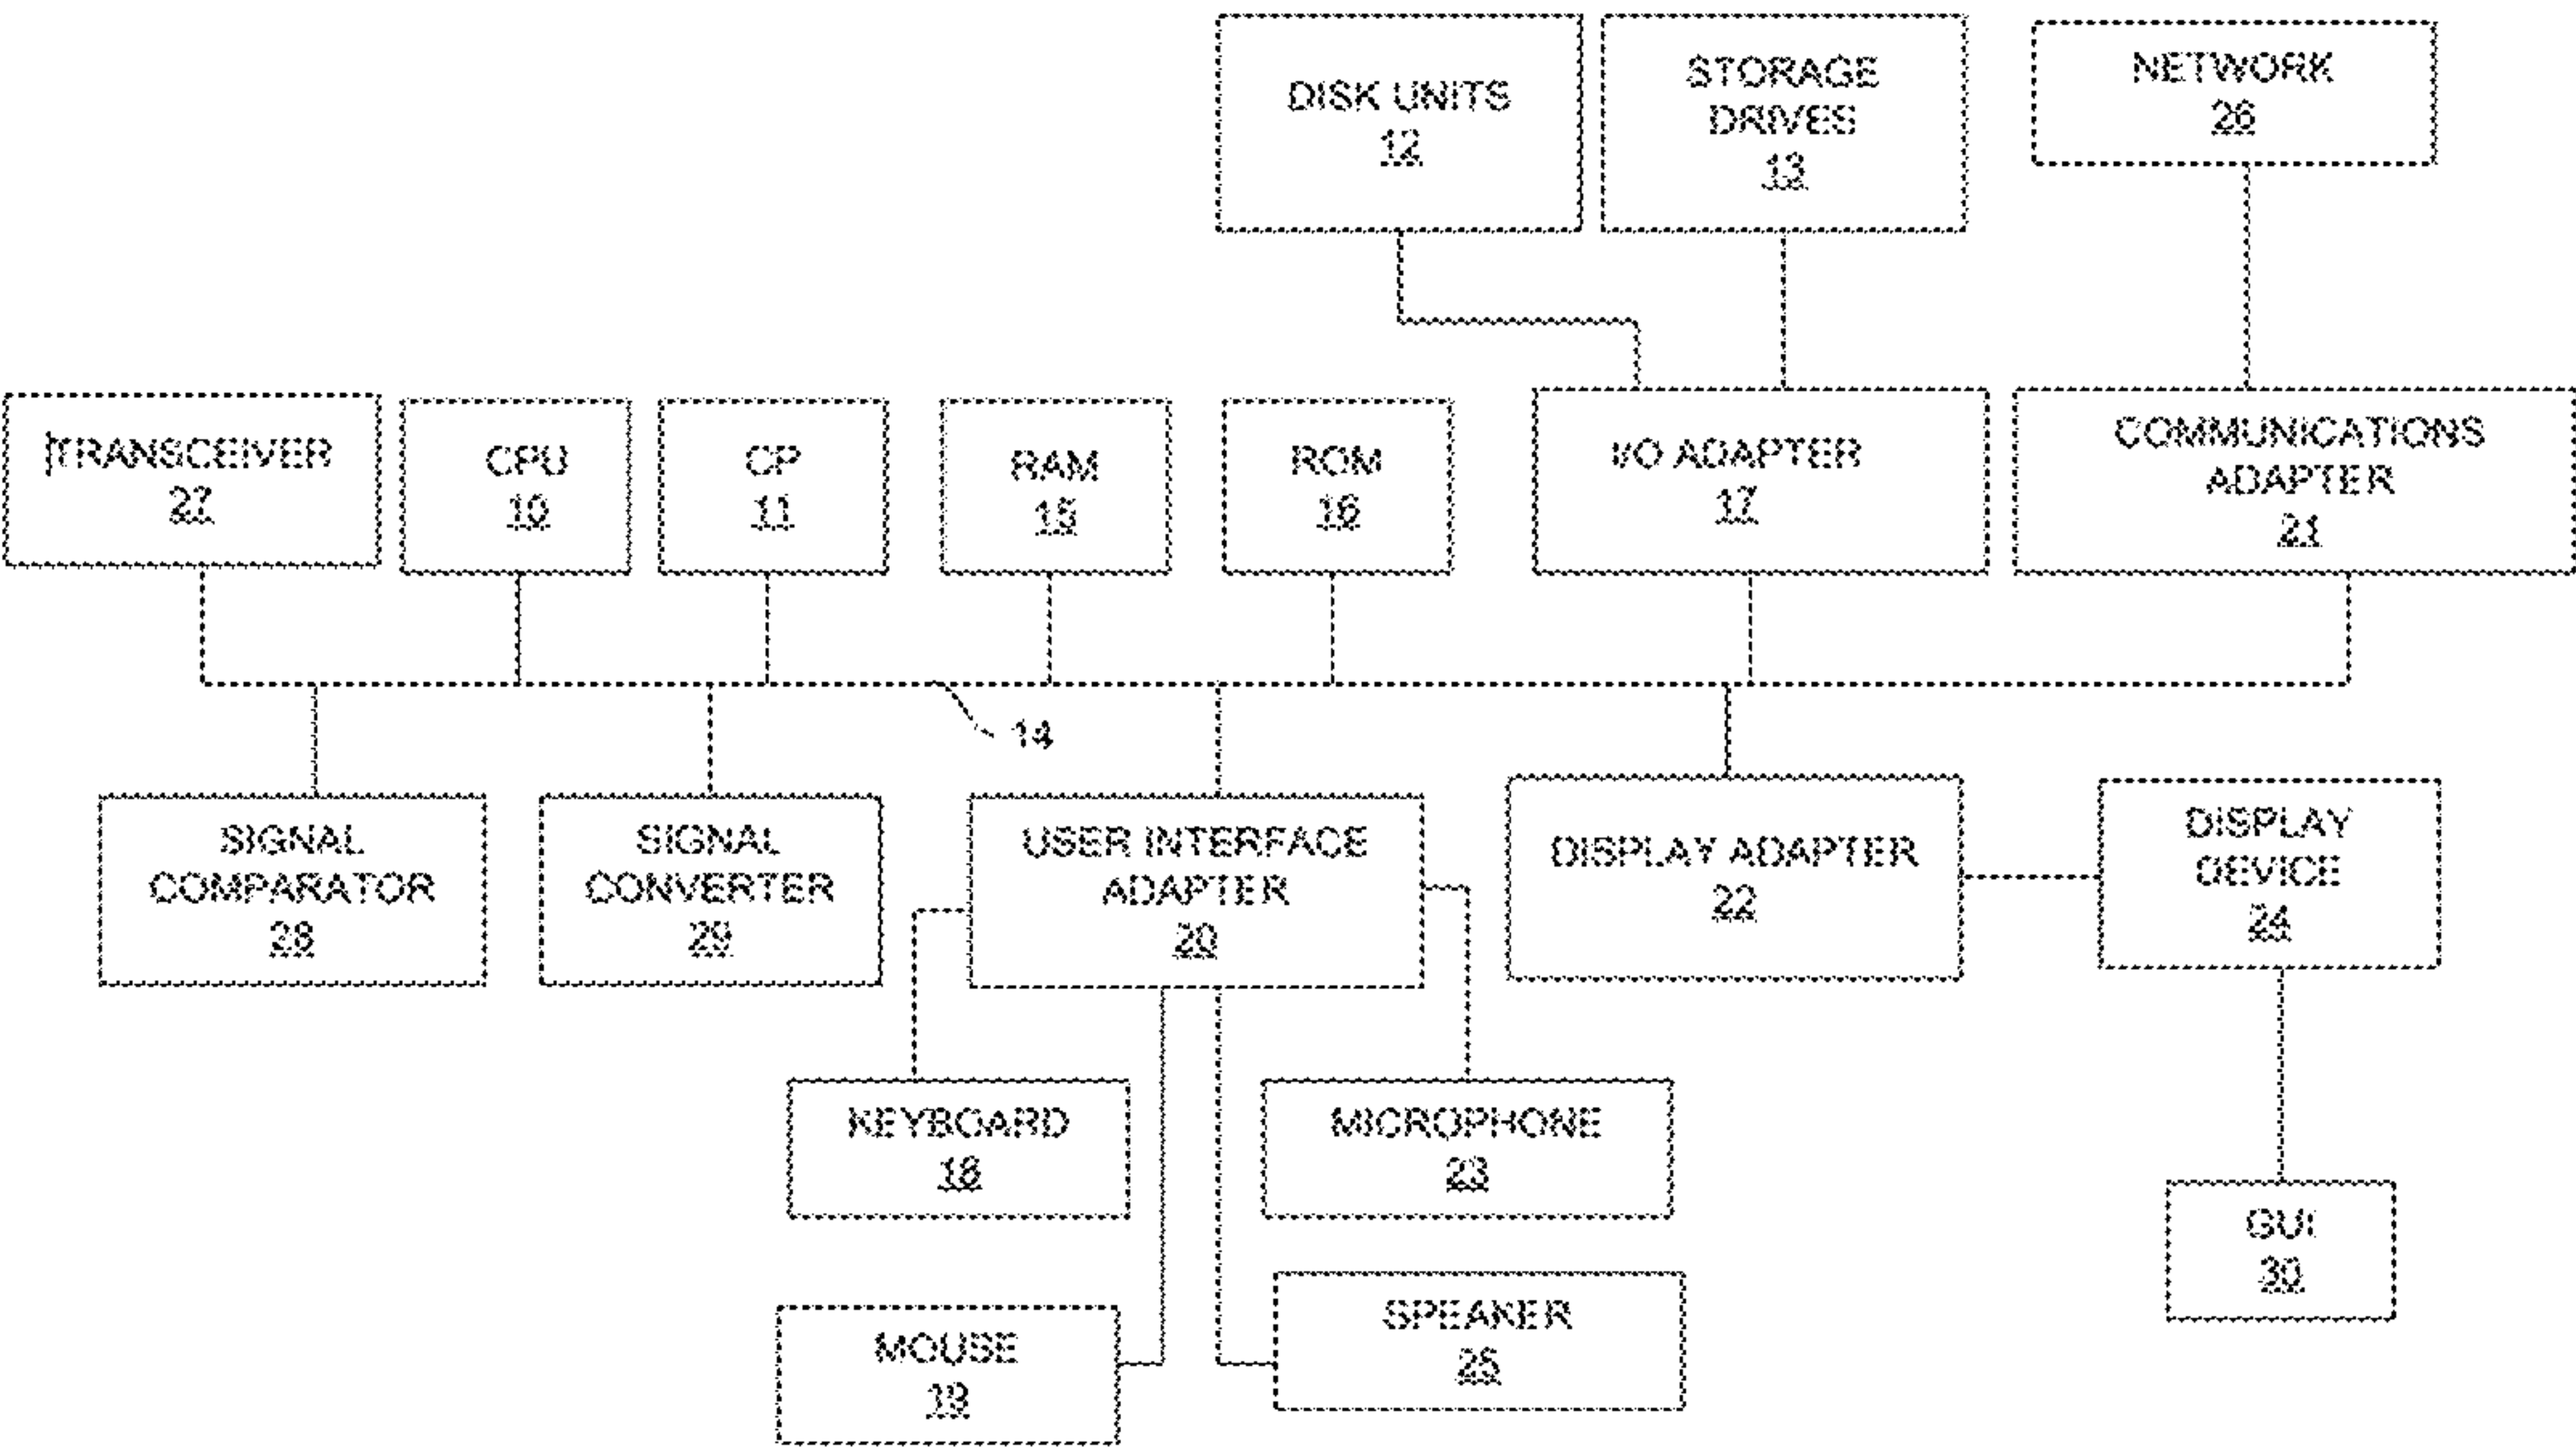 DISK UNITS
12
STORAGE
DRIVES
13
NETWORK
26
TRANSCEIVER
27
CPU
10
CP
11
RAM
15
ROM
16
I/O ADAPTER
17
COMMUNICATIONS
ADAPTER
21
14
SIGNAL
COMPARATOR
28
SIGNAL
CONVERTER
29
USER INTERFACE
ADAPTER
20
DISPLAY ADAPTER
22
DISPLAY
DEVICE
24
KEYBOARD
18
MICROPHONE
23
GUI
30
SPEAKER
25
MOUSE
19